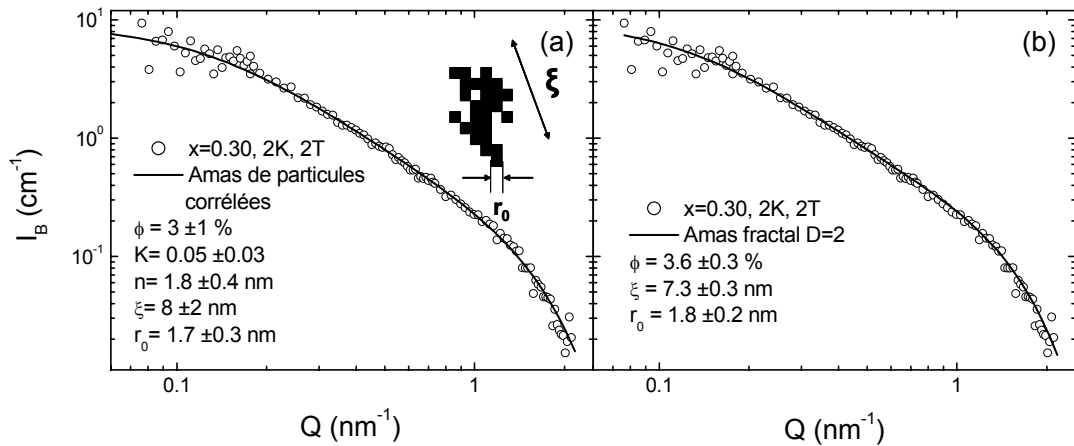 10¹
10⁰
10⁻¹
I_B (cm⁻¹)
(a)
ξ
r₀
x=0.30, 2K, 2T
Amas de particules
corrélées
ϕ = 3 ±1 %
K= 0.05 ±0.03
n= 1.8 ±0.4 nm
ξ= 8 ±2 nm
r₀= 1.7 ±0.3 nm
0.1
1
Q (nm⁻¹)
(b)
x=0.30, 2K, 2T
Amas fractal D=2
ϕ = 3.6 ±0.3 %
ξ = 7.3 ±0.3 nm
r₀ = 1.8 ±0.2 nm
0.1
1
Q (nm⁻¹)